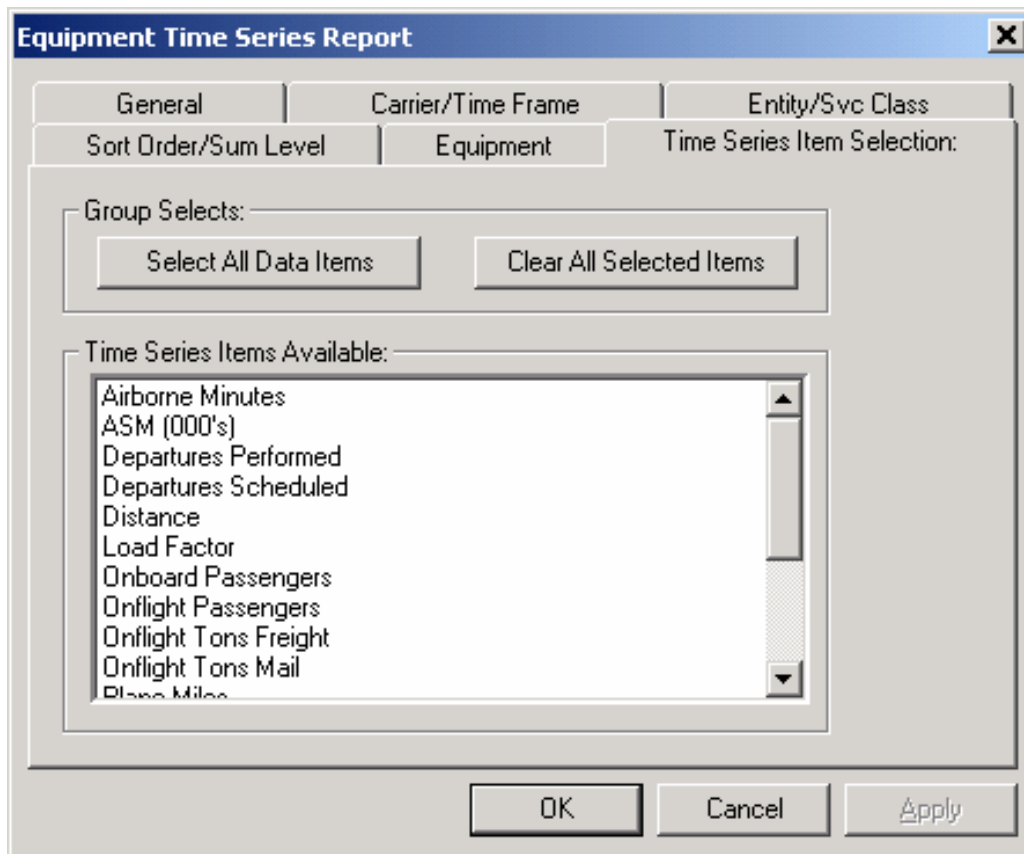 Equipment Time Series Report
General Carrier/Time Frame Entity/Svc Class
Sort Order/Sum Level Equipment Time Series Item Selection:
Group Selects:
Select All Data Items Clear All Selected Items
Time Series Items Available:
Airborne Minutes
ASM (000's)
Departures Performed
Departures Scheduled
Distance
Load Factor
Onboard Passengers
Onflight Passengers
Onflight Tons Freight
Onflight Tons Mail
Plane Miles
OK Cancel Apply